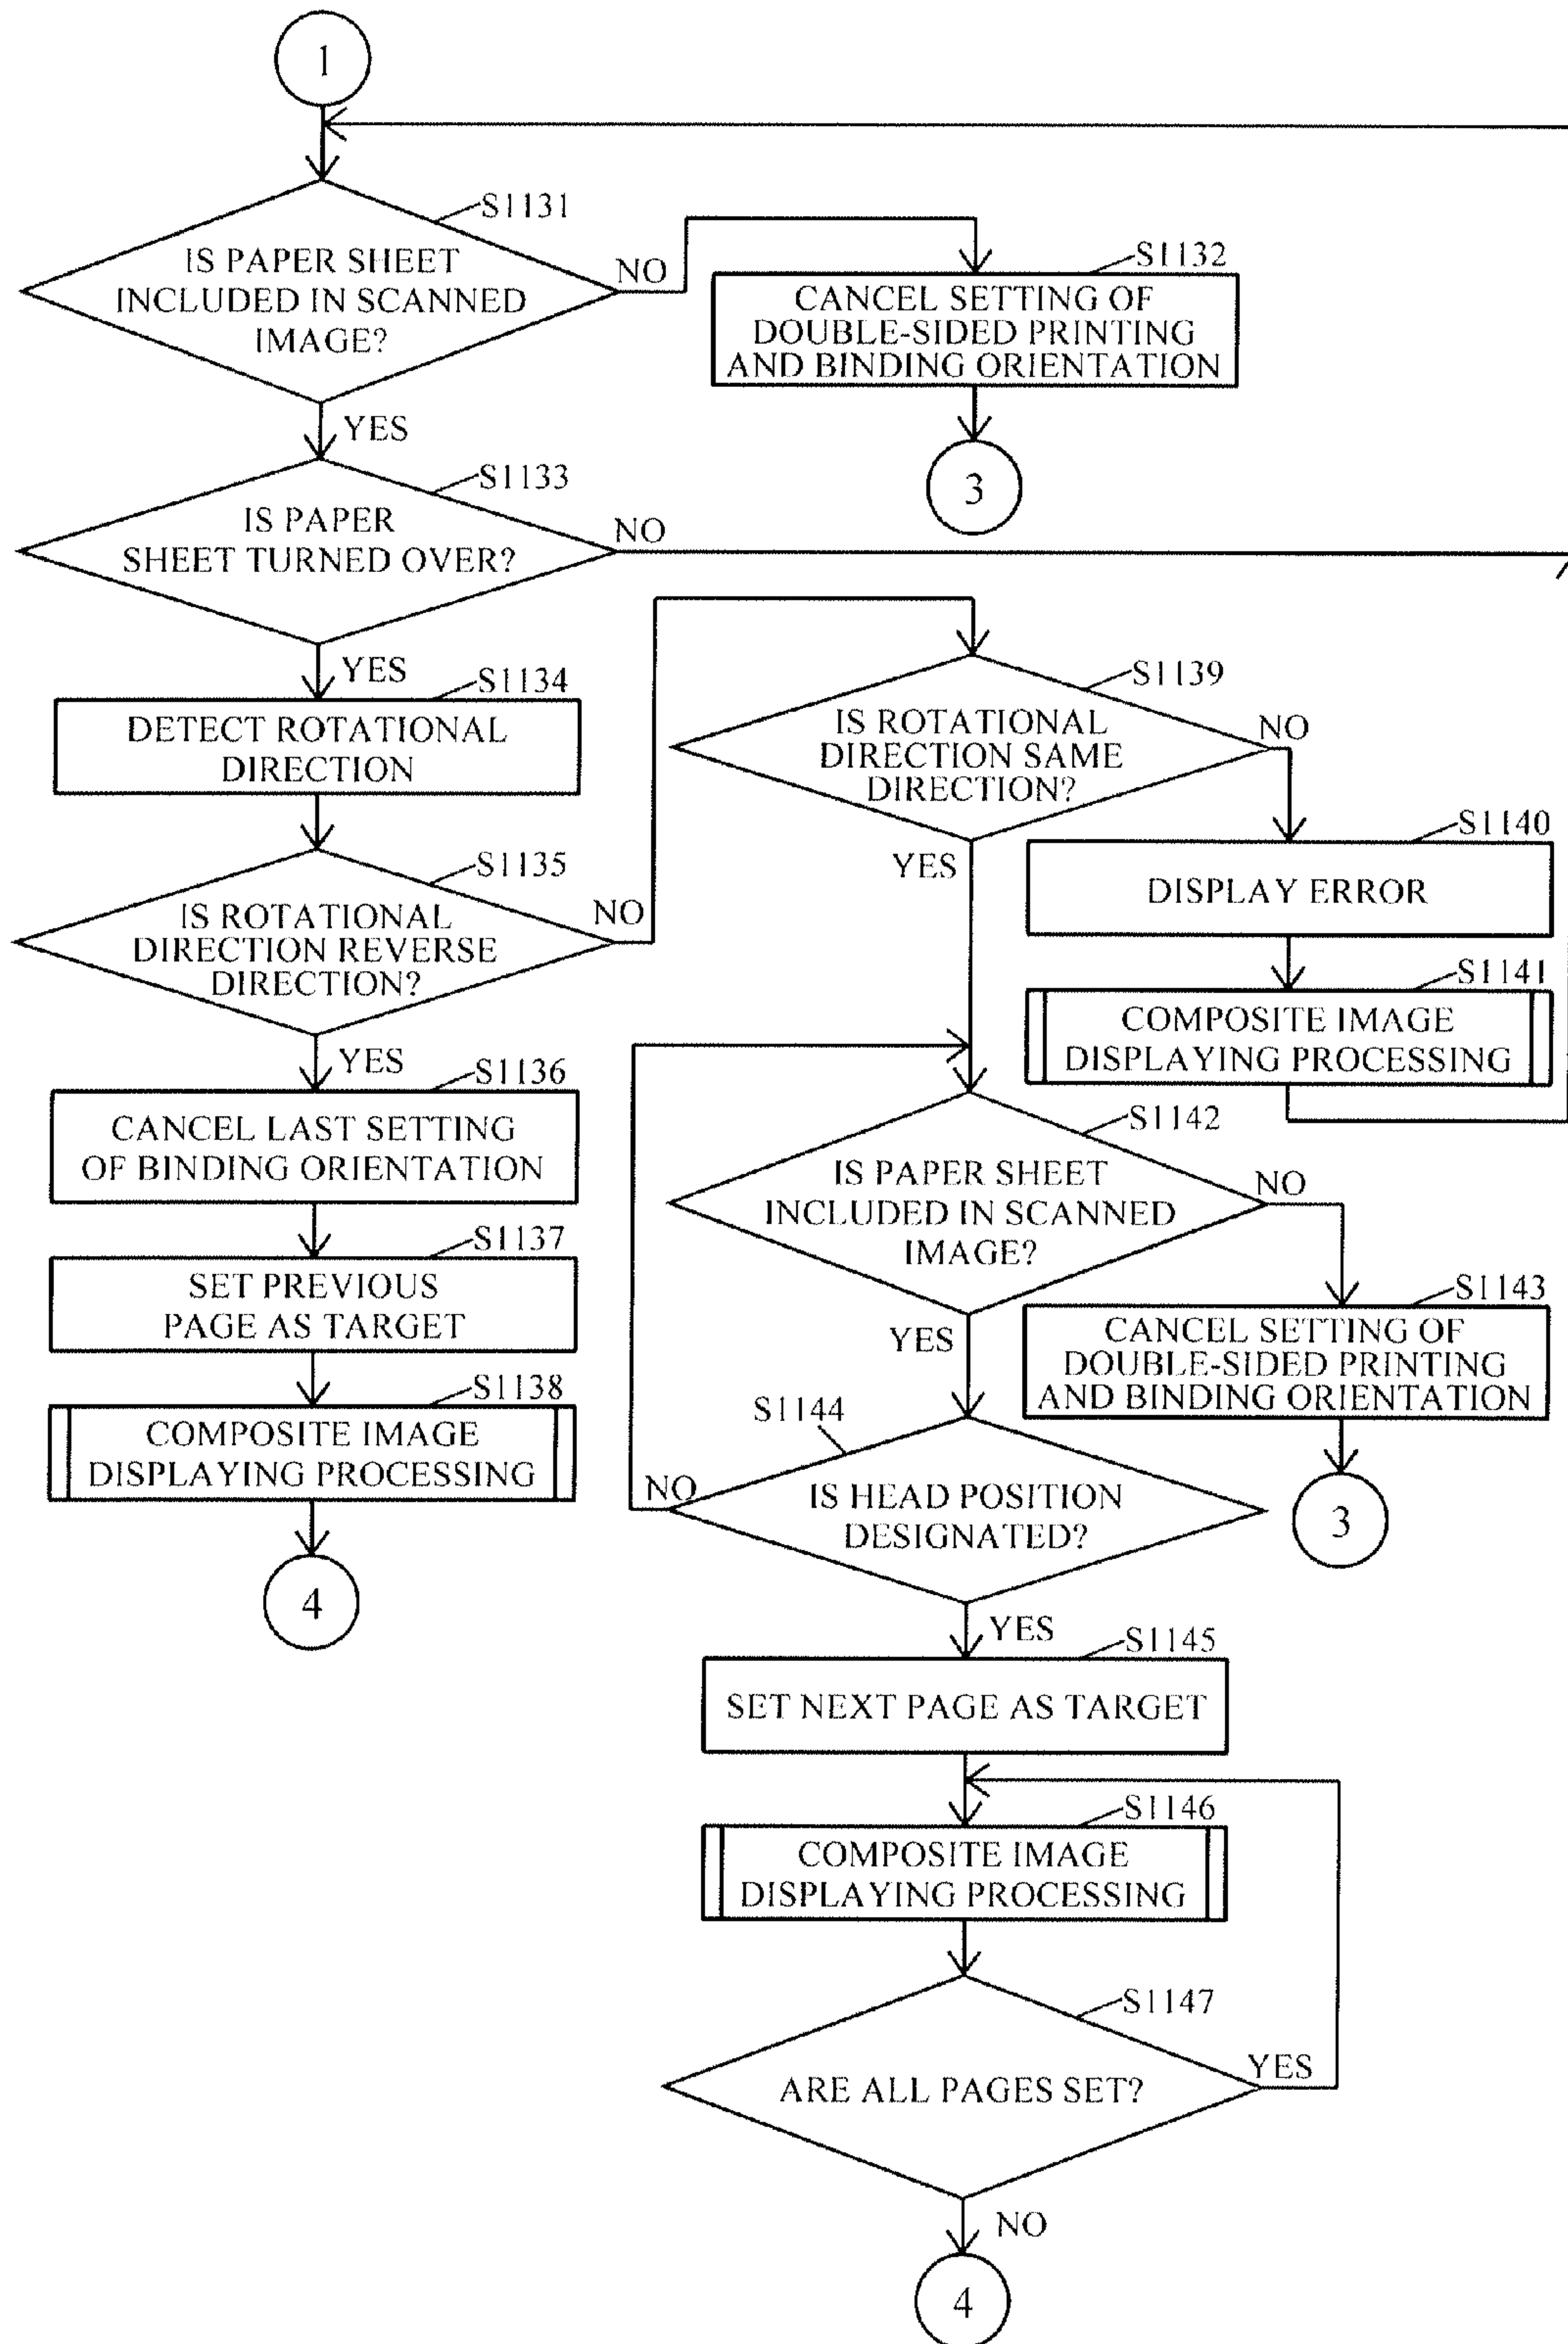 1
S1131
IS PAPER SHEET
INCLUDED IN SCANNED
IMAGE?
NO
YES
S1132
CANCEL SETTING OF
DOUBLE-SIDED PRINTING
AND BINDING ORIENTATION
3
S1133
IS PAPER
SHEET TURNED OVER?
NO
YES
S1134
DETECT ROTATIONAL
DIRECTION
S1135
IS ROTATIONAL
DIRECTION REVERSE
DIRECTION?
NO
YES
S1136
CANCEL LAST SETTING
OF BINDING ORIENTATION
S1137
SET PREVIOUS
PAGE AS TARGET
S1138
COMPOSITE IMAGE
DISPLAYING PROCESSING
4
S1139
IS ROTATIONAL
DIRECTION SAME
DIRECTION?
NO
YES
S1140
DISPLAY ERROR
S1141
COMPOSITE IMAGE
DISPLAYING PROCESSING
S1142
IS PAPER SHEET
INCLUDED IN SCANNED
IMAGE?
NO
YES
S1143
CANCEL SETTING OF
DOUBLE-SIDED PRINTING
AND BINDING ORIENTATION
3
S1144
IS HEAD POSITION
DESIGNATED?
NO
YES
S1145
SET NEXT PAGE AS TARGET
S1146
COMPOSITE IMAGE
DISPLAYING PROCESSING
S1147
ARE ALL PAGES SET?
YES
NO
4